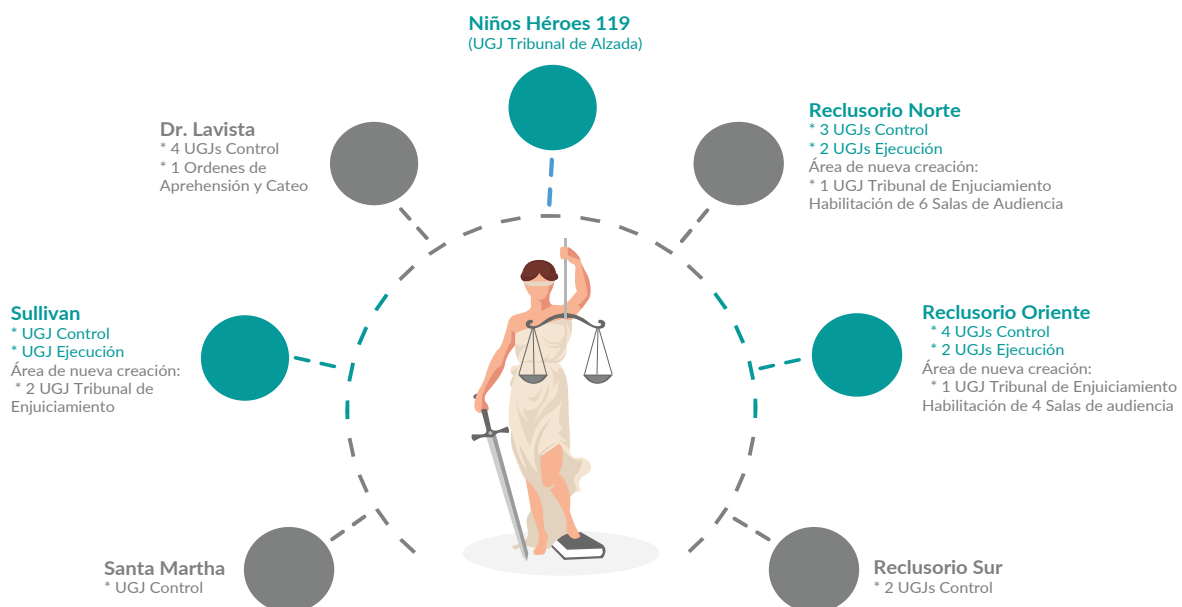 Niños Héroes 119
(UGJ Tribunal de Alzada)
Dr. Lavista
* 4 UGJs Control
* 1 Ordenes de
Aprehensión y Cateo
Reclusorio Norte
* 3 UGJs Control
* 2 UGJs Ejecución
Área de nueva creación:
* 1 UGJ Tribunal de Enjuciamiento
Habilitación de 6 Salas de Audiencia
Sullivan
* UGJ Control
* UGJ Ejecución
Área de nueva creación:
* 2 UGJ Tribunal de
Enjuiciamiento
Reclusorio Oriente
* 4 UGJs Control
* 2 UGJs Ejecución
Área de nueva creación:
* 1 UGJ Tribunal de Enjuiciamiento
Habilitación de 4 Salas de audiencia
Santa Martha
* UGJ Control
Reclusorio Sur
* 2 UGJs Control